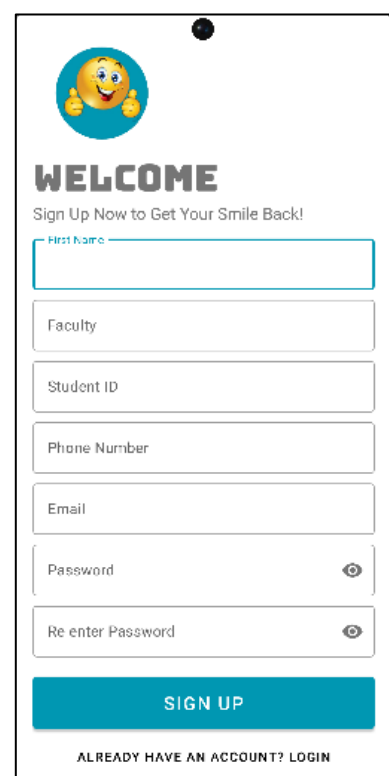 WELCOME
Sign Up Now to Get Your Smile Back!
First Name
Faculty
Student ID
Phone Number
Email
Password
Re enter Password
SIGN UP
ALREADY HAVE AN ACCOUNT? LOGIN